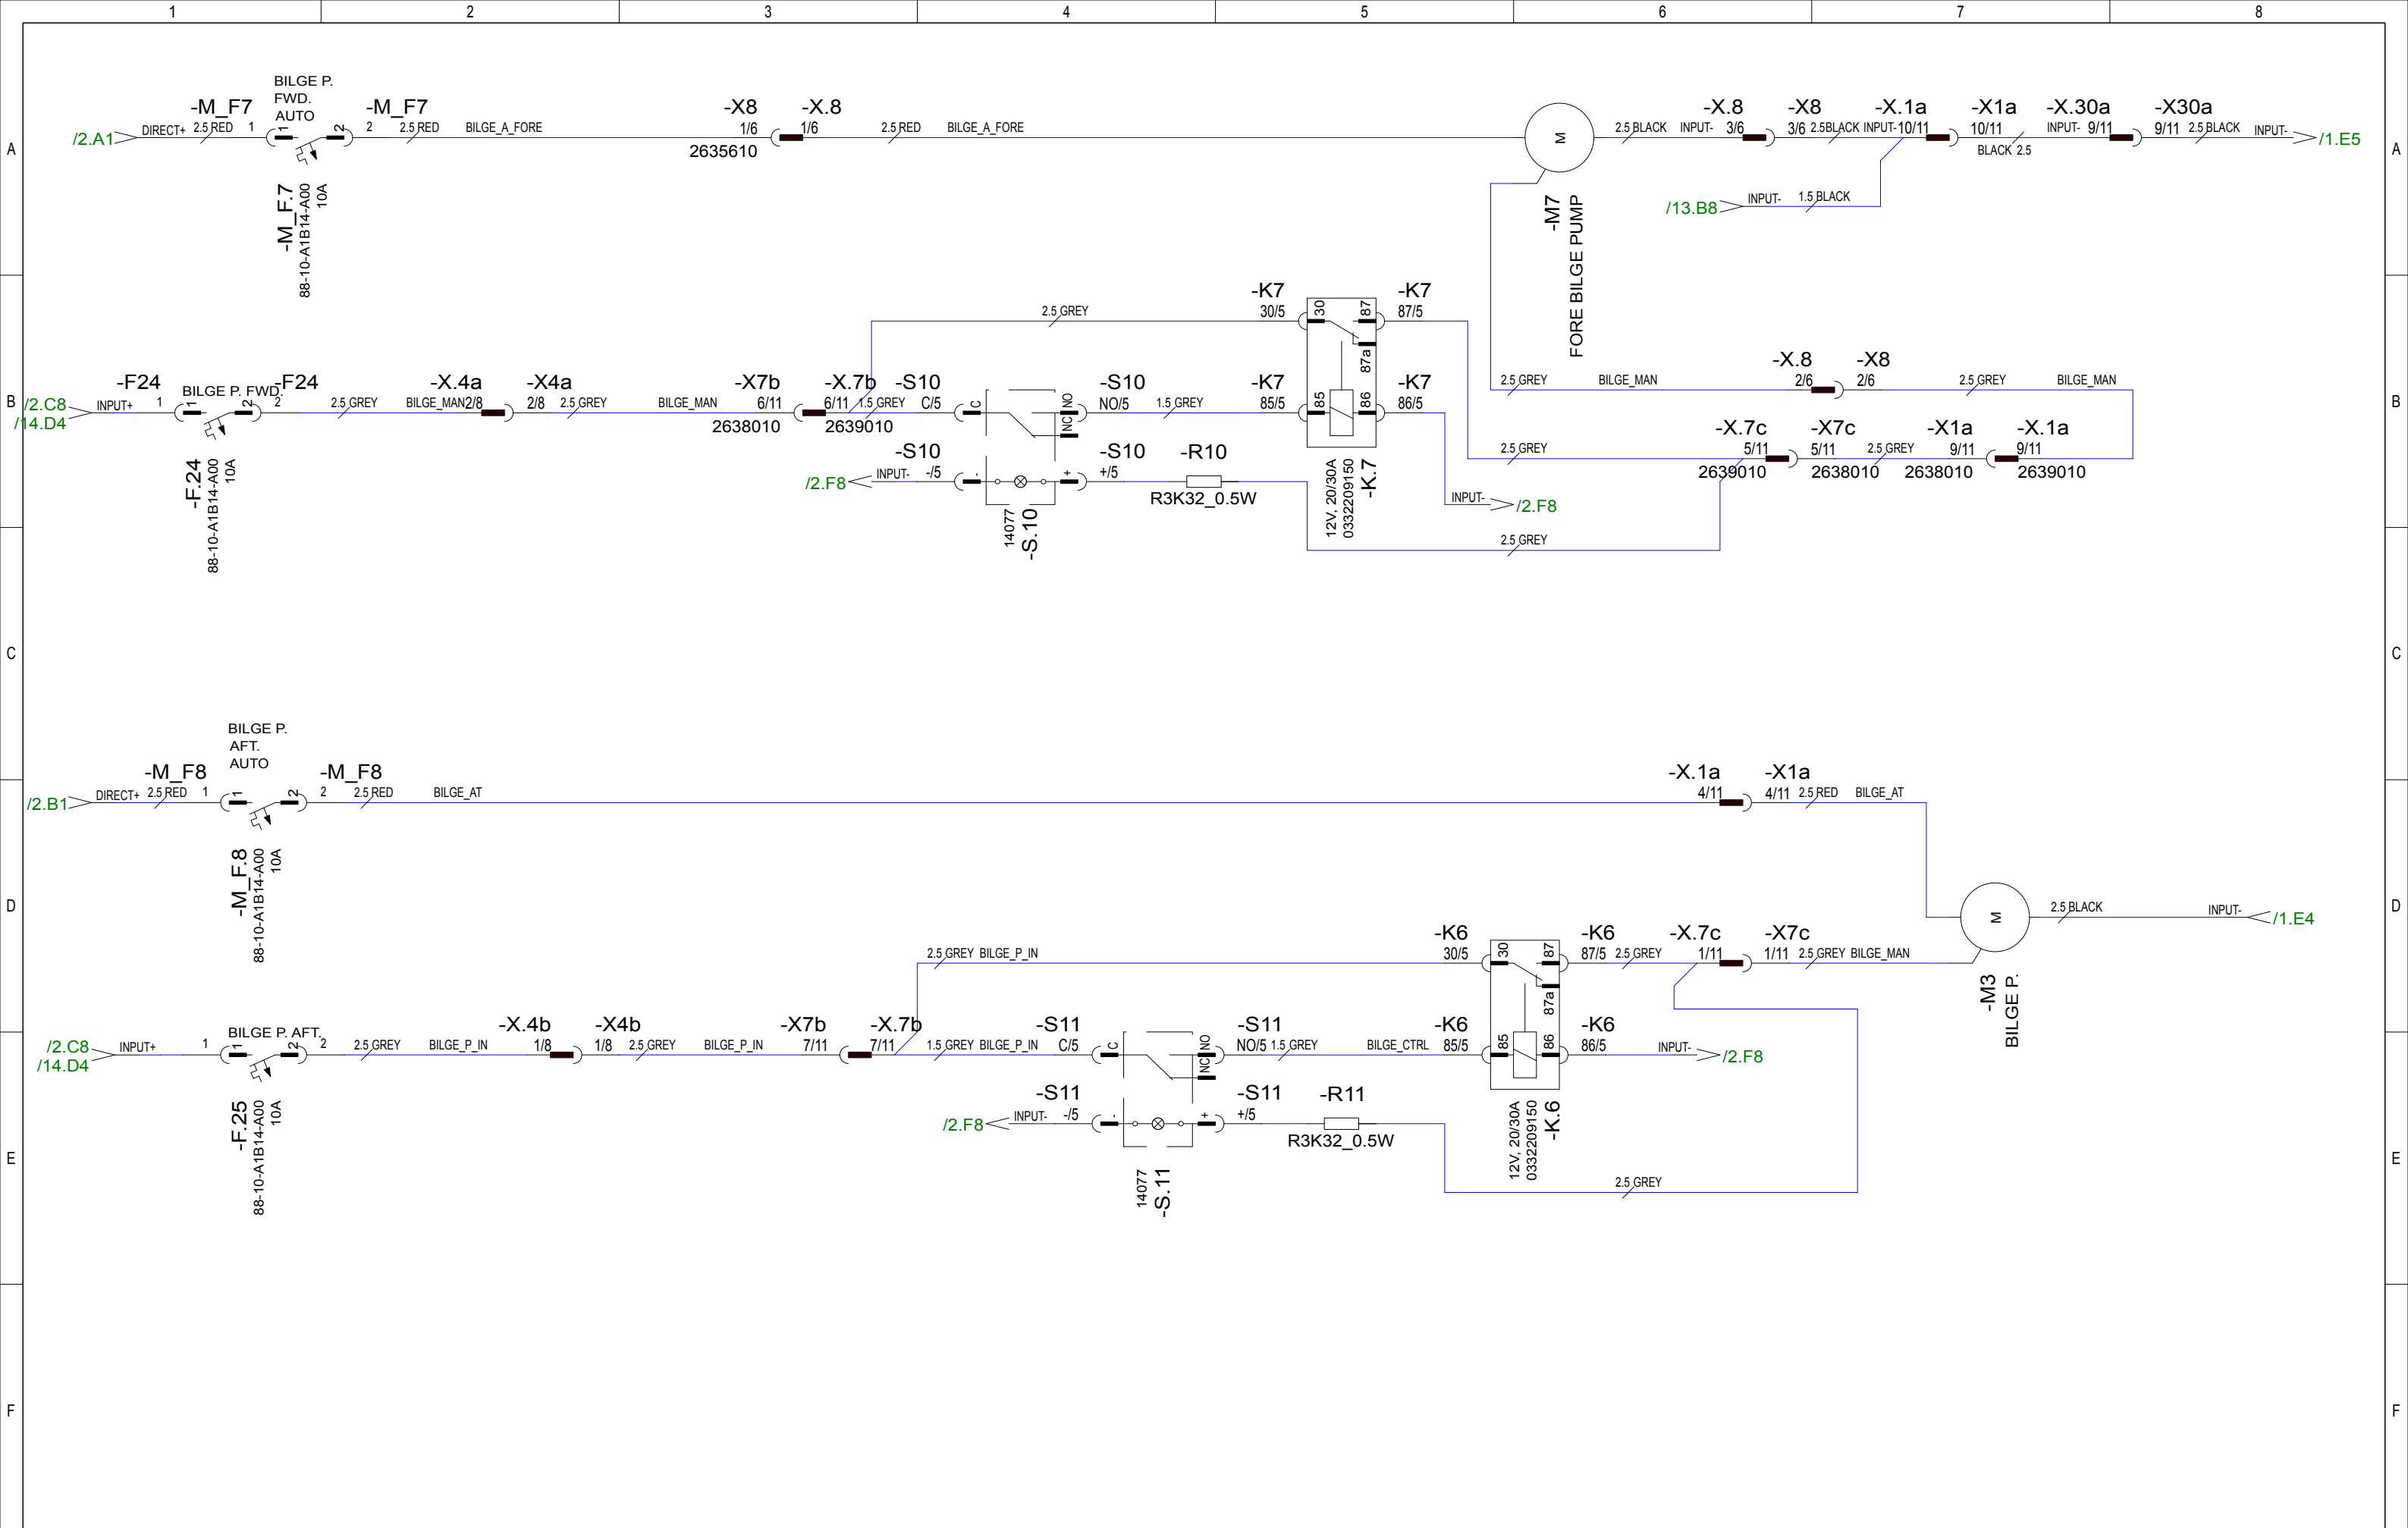 1 2 3 4 5 6 7 8
A A
BILGE P.
FWD.
AUTO
-M_F7 -M_F7 -X8 -X.8 -X.8 -X8 -X.1a -X1a -X.30a -X30a
/2.A1 DIRECT+ 2.5 RED 1 1 2 2 2.5 RED BILGE_A_FORE 1/6 1/6 2.5 RED BILGE_A_FORE M 2.5 BLACK INPUT- 3/6 3/6 2.5BLACK INPUT- 10/11 10/11 INPUT- 9/11 9/11 2.5 BLACK INPUT- /1.E5
2635610 BLACK 2.5
-M_F.7
88-10-A1B14-A00
10A
/13.B8 INPUT- 1.5 BLACK
-M7
FORE BILGE PUMP
B B
-K7 -K7
2.5 GREY 30/5 30 87 87/5
87a
-F24 BILGE P. FWD. -F24 -X.4a -X4a -X7b -X.7b -S10 -S10 -K7 -K7
/2.C8 INPUT+ 1 1 2 2 2.5 GREY BILGE_MAN 2/8 2/8 2.5 GREY BILGE_MAN 6/11 6/11 1.5 GREY C/5 C NO NO/5 1.5 GREY 85/5 85 86 86/5
/14.D4 2638010 2639010 NC
-X.8 -X8
2.5 GREY BILGE_MAN 2/6 2/6 2.5 GREY BILGE_MAN
-X.7c -X7c -X1a -X.1a
2.5 GREY 5/11 5/11 2.5 GREY 9/11 9/11
2639010 2638010 2638010 2639010
-S10 -S10 -R10
/2.F8 INPUT- -/5 - + +/5
R3K32_0.5W
INPUT- /2.F8
2.5 GREY
-F.24
88-10-A1B14-A00
10A
14077
-S.10
12V, 20/30A
0332209150
-K.7
C C
BILGE P.
AFT.
AUTO
-M_F8 -M_F8 -X.1a -X1a
/2.B1 DIRECT+ 2.5 RED 1 1 2 2 2.5 RED BILGE_AT 4/11 4/11 2.5 RED BILGE_AT
-M_F.8
88-10-A1B14-A00
10A
D D
M 2.5 BLACK INPUT- /1.E4
-K6 -K6 -X.7c -X7c
2.5 GREY BILGE_P_IN 30/5 30 87 87/5 2.5 GREY 1/11 1/11 2.5 GREY BILGE_MAN
87a
-M3
BILGE P.
BILGE P. AFT. -X.4b -X4b -X7b -X.7b -S11 -S11 -K6 -K6
/2.C8 INPUT+ 1 1 2 2 2.5 GREY BILGE_P_IN 1/8 1/8 2.5 GREY BILGE_P_IN 7/11 7/11 1.5 GREY BILGE_P_IN C/5 C NO NO/5 1.5 GREY BILGE_CTRL 85/5 85 86 86/5 INPUT- /2.F8
/14.D4 NC
-S11 -S11 -R11
/2.F8 INPUT- -/5 - + +/5
R3K32_0.5W
2.5 GREY
-F.25
88-10-A1B14-A00
10A
14077
-S.11
12V, 20/30A
0332209150
-K.6
E E
F F